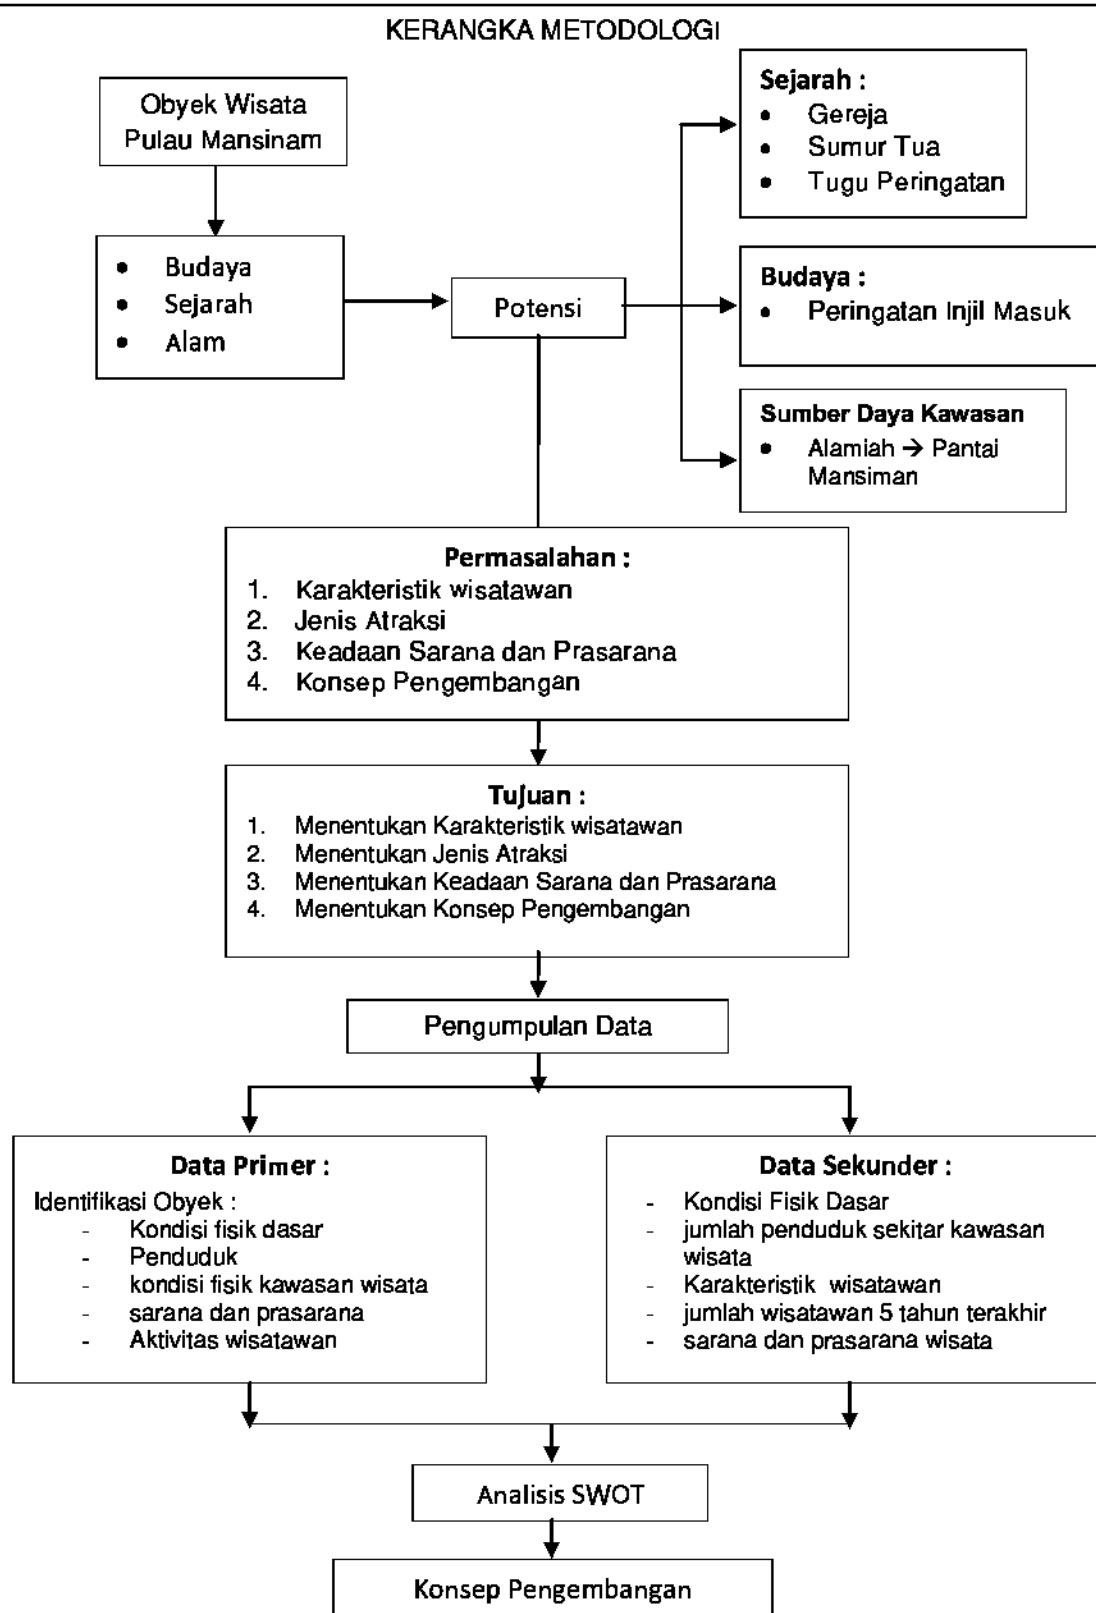 KERANGKA METODOLOGI
Obyek Wisata
Pulau Mansinam
• Budaya
• Sejarah
• Alam
Potensi
Sejarah :
• Gereja
• Sumur Tua
• Tugu Peringatan
Budaya :
• Peringatan Injil Masuk
Sumber Daya Kawasan
• Alamiah → Pantai
Mansiman
Permasalahan :
1. Karakteristik wisatawan
2. Jenis Atraksi
3. Keadaan Sarana dan Prasarana
4. Konsep Pengembangan
Tujuan :
1. Menentukan Karakteristik wisatawan
2. Menentukan Jenis Atraksi
3. Menentukan Keadaan Sarana dan Prasarana
4. Menentukan Konsep Pengembangan
Pengumpulan Data
Data Primer :
Identifikasi Obyek :
- Kondisi fisik dasar
- Penduduk
- kondisi fisik kawasan wisata
- sarana dan prasarana
- Aktivitas wisatawan
Data Sekunder :
- Kondisi Fisik Dasar
- jumlah penduduk sekitar kawasan
wisata
- Karakteristik wisatawan
- jumlah wisatawan 5 tahun terakhir
- sarana dan prasarana wisata
Analisis SWOT
Konsep Pengembangan